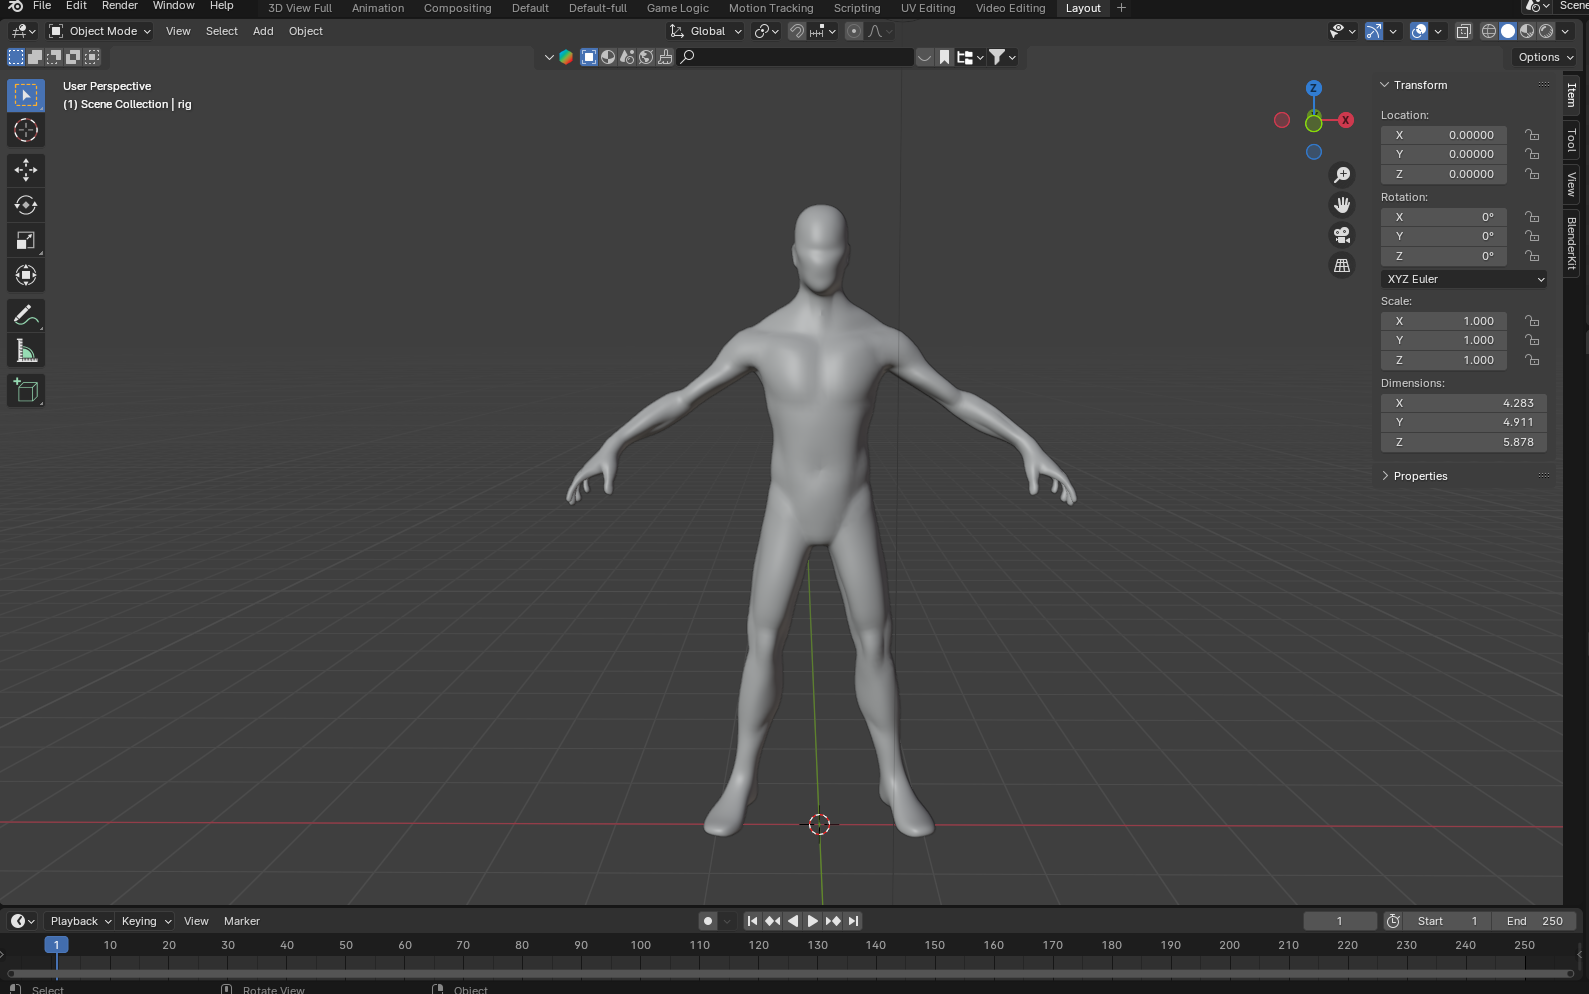 File Edit Render Window Help
3D View Full Animation Compositing Default Default-full Game Logic Motion Tracking Scripting UV Editing Video Editing Layout +
Scene
Object Mode View Select Add Object Global
Options
User Perspective
(1) Scene Collection | rig
Z
X
Transform
Location:
X 0.00000
Y 0.00000
Z 0.00000
Rotation:
X 0°
Y 0°
Z 0°
XYZ Euler
Scale:
X 1.000
Y 1.000
Z 1.000
Dimensions:
X 4.283
Y 4.911
Z 5.878
Properties
Item
Tool
View
BlenderKit
Playback Keying View Marker 1 Start 1 End 250
1 10 20 30 40 50 60 70 80 90 100 110 120 130 140 150 160 170 180 190 200 210 220 230 240 250
Select Rotate View Object